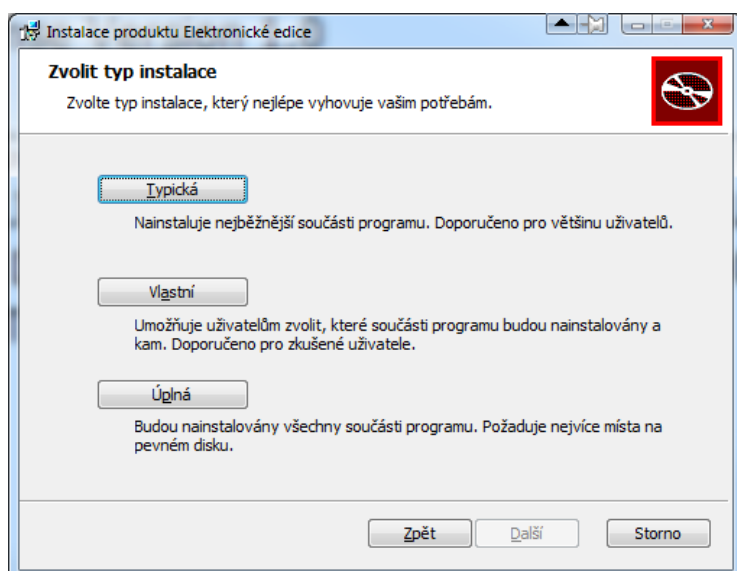 Instalace produktu Elektronické edice
Zvolit typ instalace
Zvolte typ instalace, který nejlépe vyhovuje vašim potřebám.
Typická
Nainstaluje nejběžnější součásti programu. Doporučeno pro většinu uživatelů.
Vlastní
Umožňuje uživatelům zvolit, které součásti programu budou nainstalovány a
kam. Doporučeno pro zkušené uživatele.
Úplná
Budou nainstalovány všechny součásti programu. Požaduje nejvíce místa na
pevném disku.
Zpět
Další
Storno